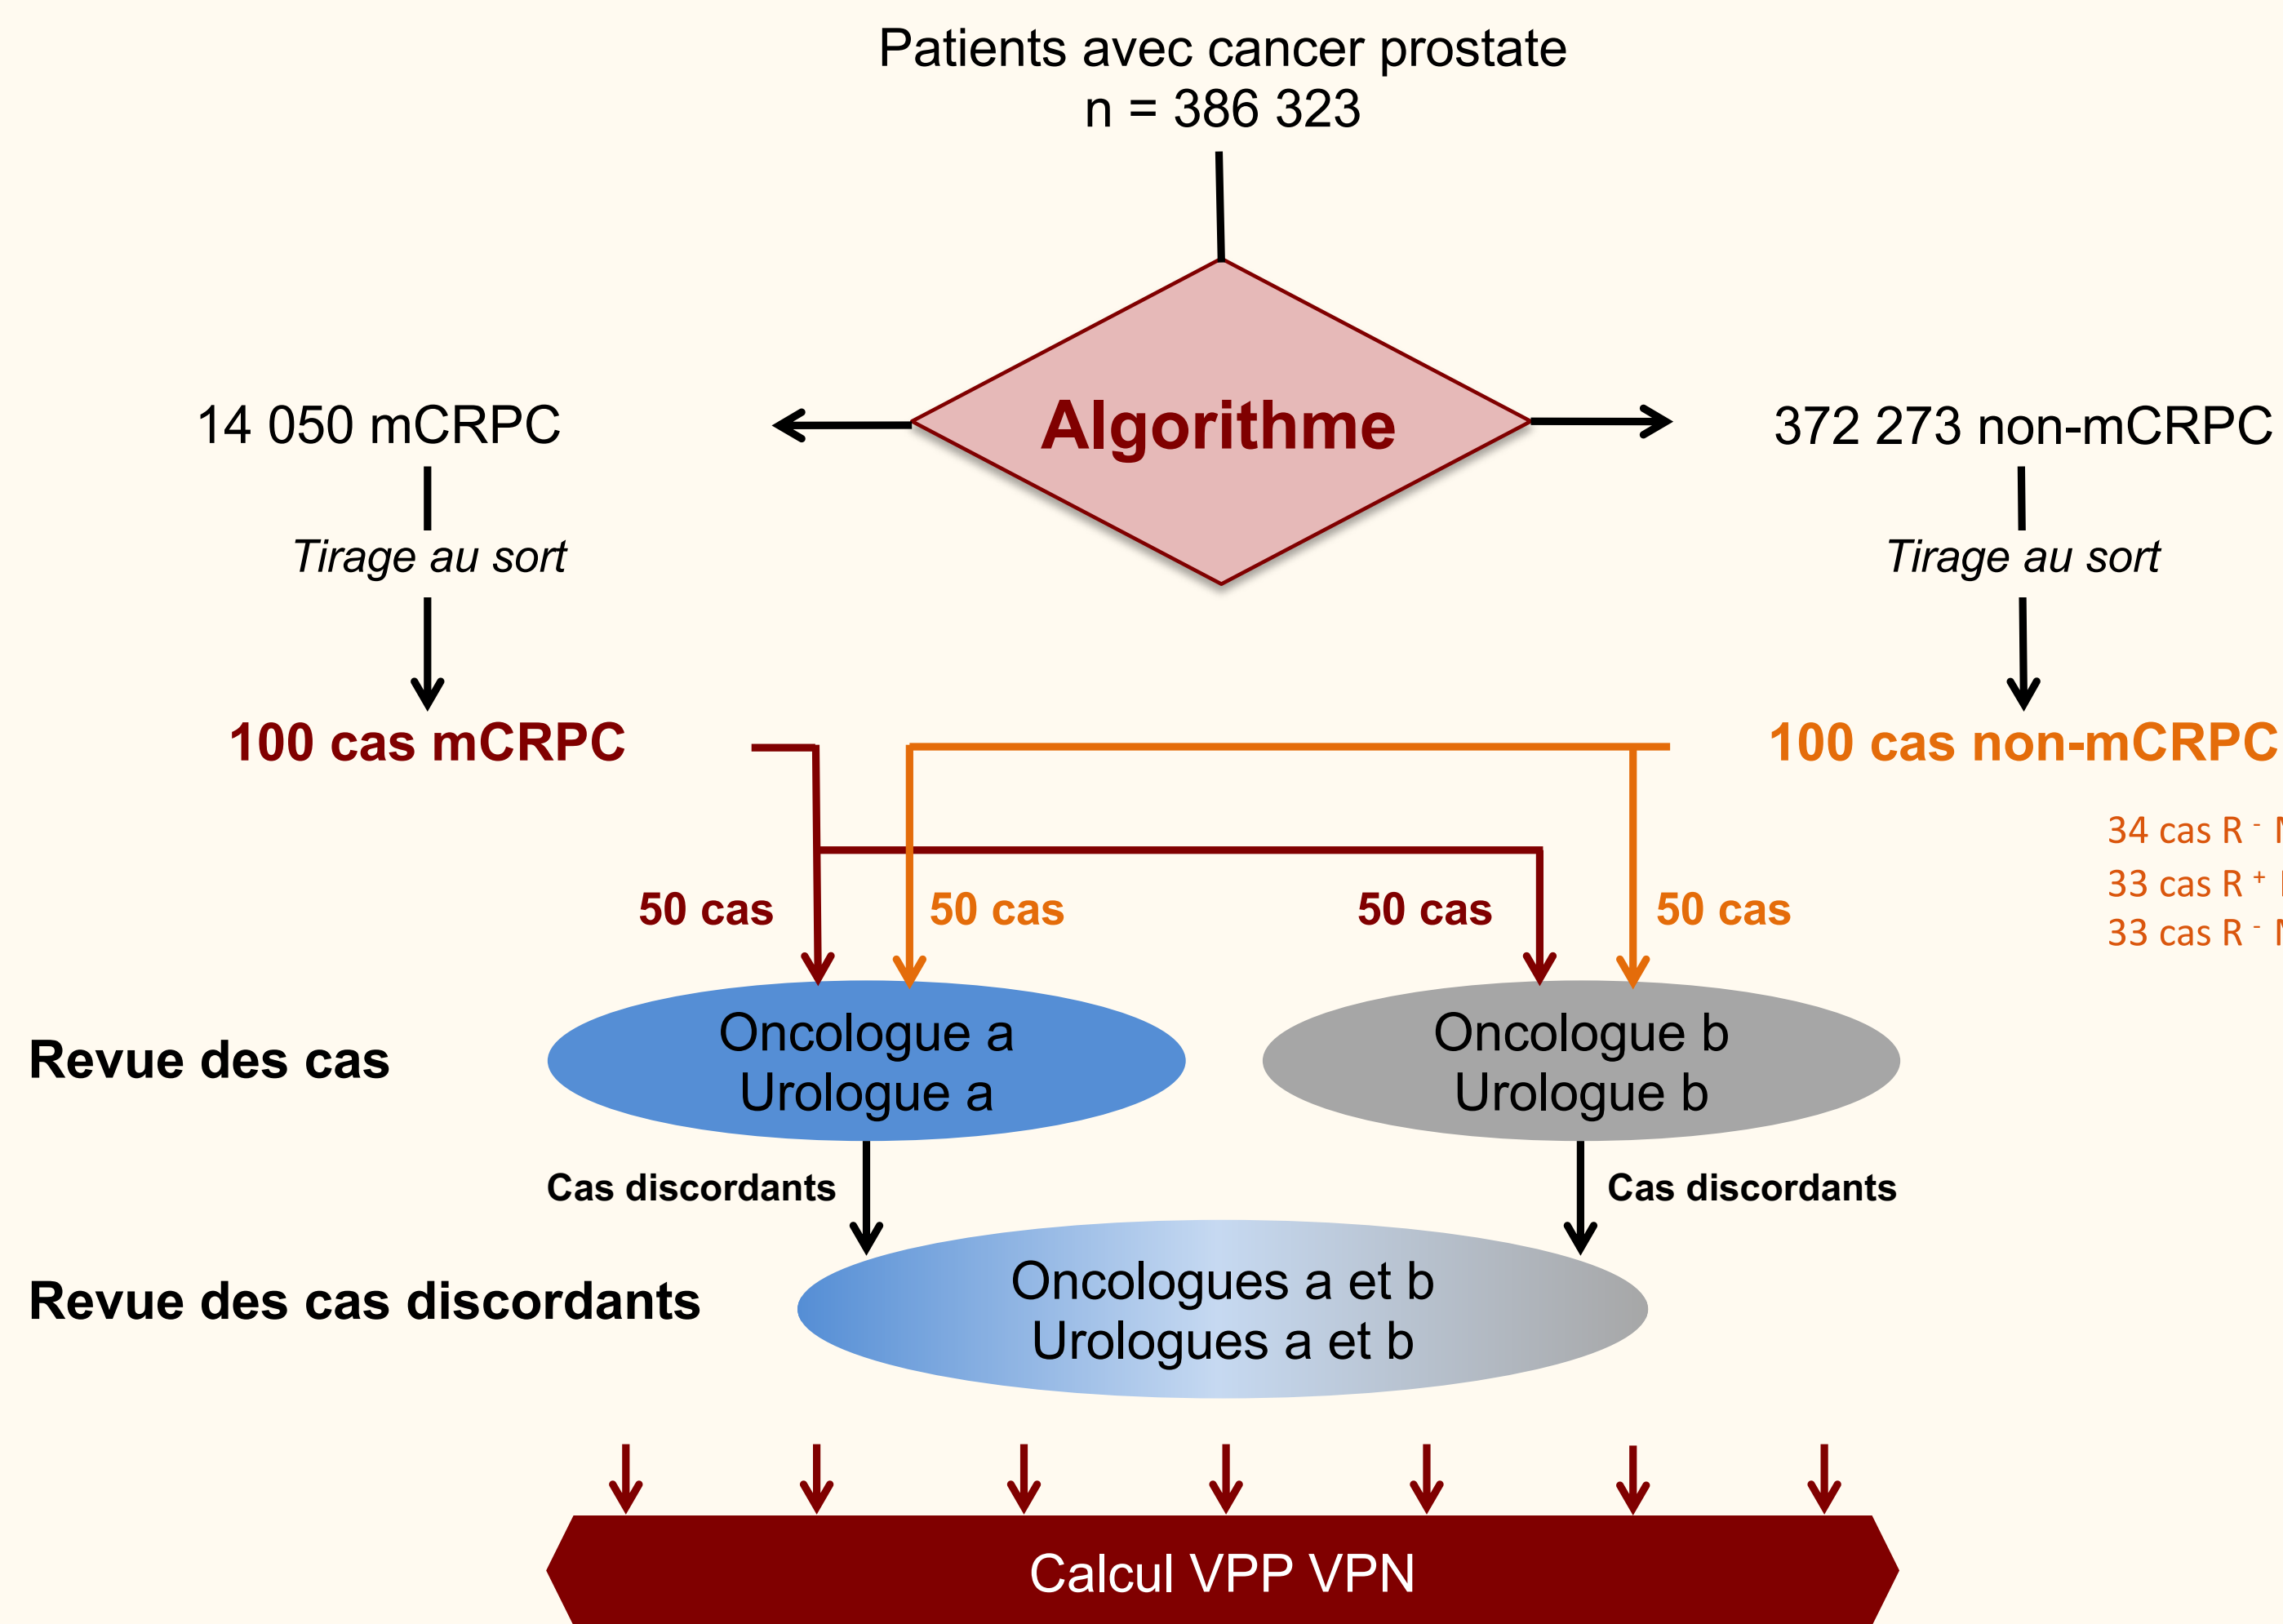 Patients avec cancer prostate
n = 386 323
Algorithme
14 050 mCRPC
372 273 non-mCRPC
Tirage au sort
Tirage au sort
100 cas mCRPC
100 cas non-mCRPC
34 cas R -
33 cas R +
33 cas R -
50 cas
50 cas
50 cas
50 cas
Revue des cas
Oncologue a
Urologue a
Oncologue b
Urologue b
Cas discordants
Cas discordants
Revue des cas discordants
Oncologues a et b
Urologues a et b
Calcul VPP VPN